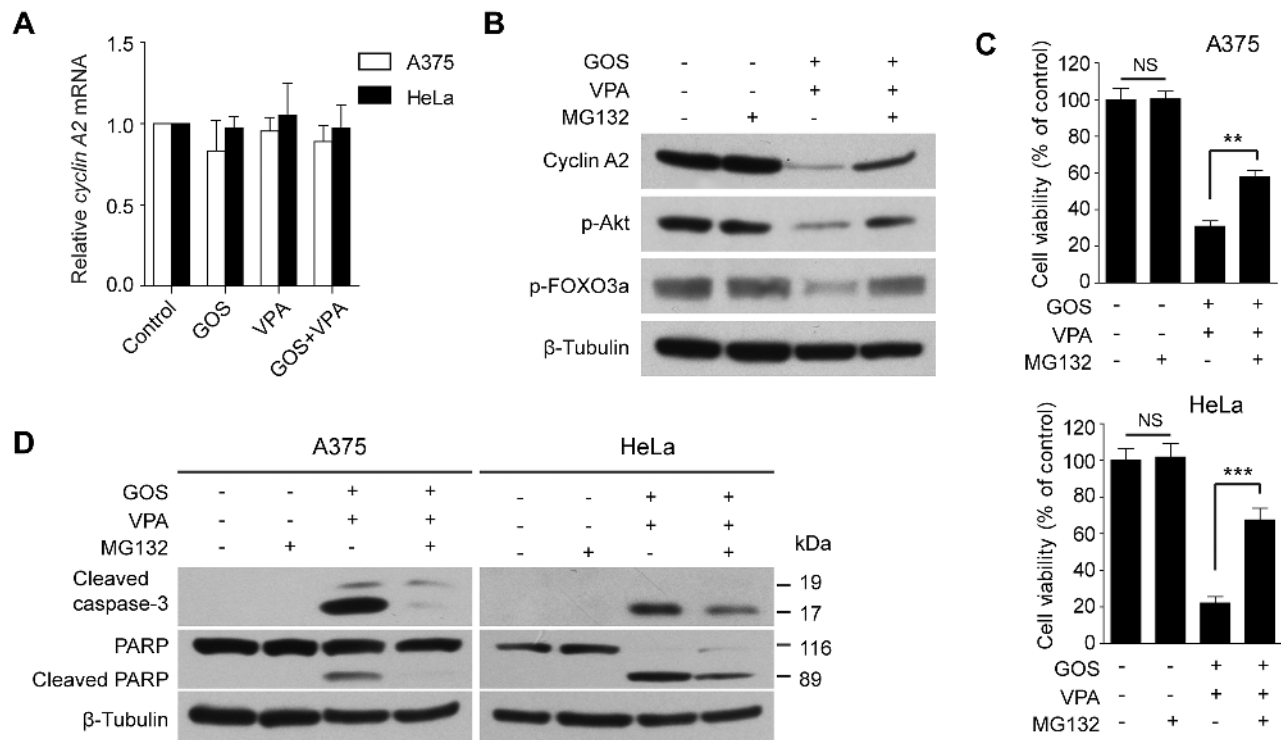 A
Relative cyclin A2 mRNA
1.5
1.0
0.5
0.0
A375
HeLa
Control
GOS
VPA
GOS+VPA
B
GOS - - + +
VPA - - + +
MG132 - + - +
Cyclin A2
p-Akt
p-FOXO3a
β-Tubulin
C
A375
Cell viability (% of control)
NS
**
120
100
80
60
40
20
0
GOS - - + +
VPA - - + +
MG132 - + - +
HeLa
Cell viability (% of control)
NS
***
120
100
80
60
40
20
0
GOS - - + +
VPA - - + +
MG132 - + - +
D
A375 HeLa
GOS - - + + - - + +
VPA - - + + - - + +
MG132 - + - + - + - + kDa
Cleaved
caspase-3
19
17
PARP 116
Cleaved PARP 89
β-Tubulin